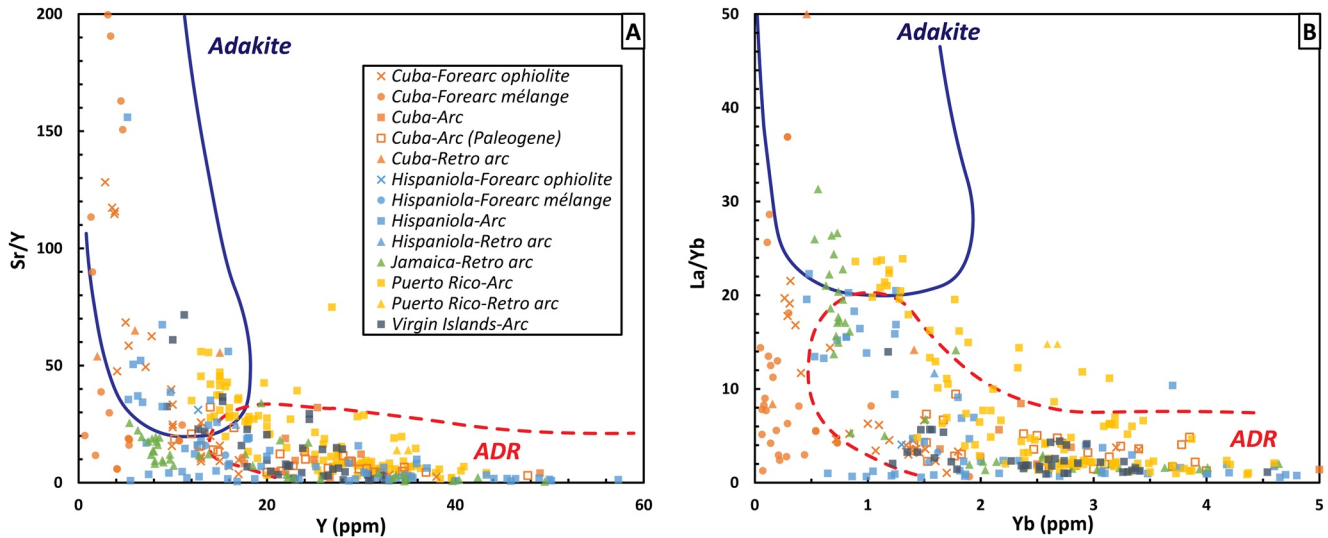 200
150
100
50
0
0
20
40
60
Sr/Y
Y (ppm)
Adakite
A
Cuba-Forearc ophiolite
Cuba-Forearc mélange
Cuba-Arc
Cuba-Arc (Paleogene)
Cuba-Retro arc
Hispaniola-Forearc ophiolite
Hispaniola-Forearc mélange
Hispaniola-Arc
Hispaniola-Retro arc
Jamaica-Retro arc
Puerto Rico-Arc
Puerto Rico-Retro arc
Virgin Islands-Arc
ADR
50
40
30
20
10
0
0
1
2
3
4
5
La/Yb
Yb (ppm)
Adakite
B
ADR